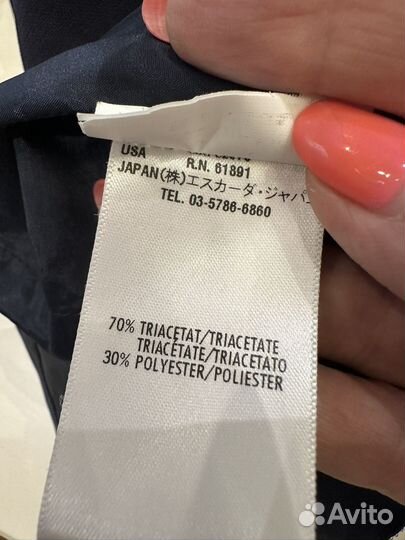 USA
R.N. 61891
JAPAN(株)エスカーダ・ジャパ
TEL. 03-5786-6860
70% TRIACETAT/TRIACETATE
TRIACÉTATE/TRIACETATO
30% POLYESTER/POLIESTER
Avito